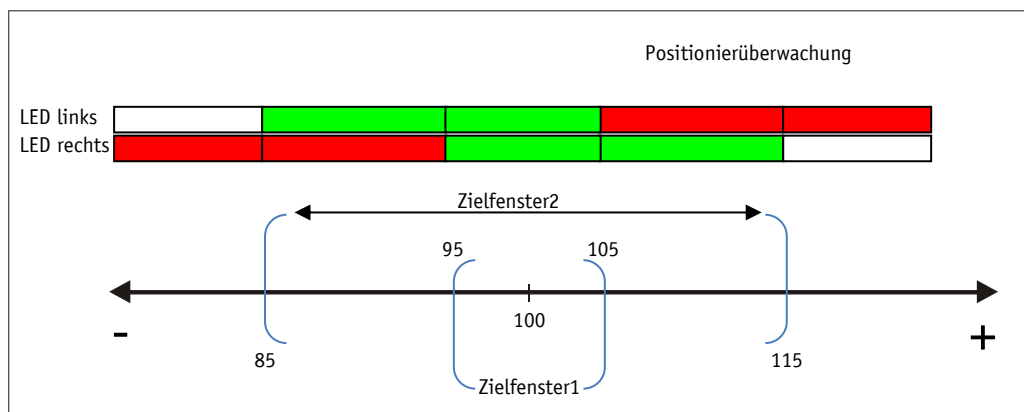 Positionierüberwachung
LED links
LED rechts
Zielfenster2
95 105
100
- +
85 115
Zielfenster1